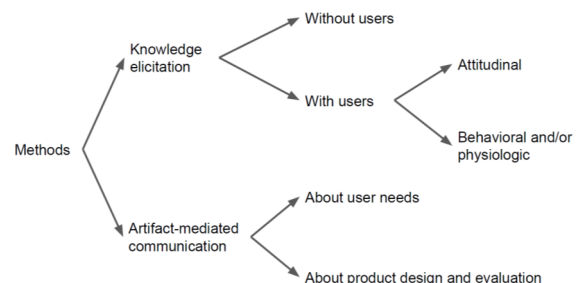 Without users
Knowledge
elicitation
Attitudinal
With users
Behavioral and/or
physiologic
Methods
About user needs
Artifact-mediated
communication
About product design and evaluation